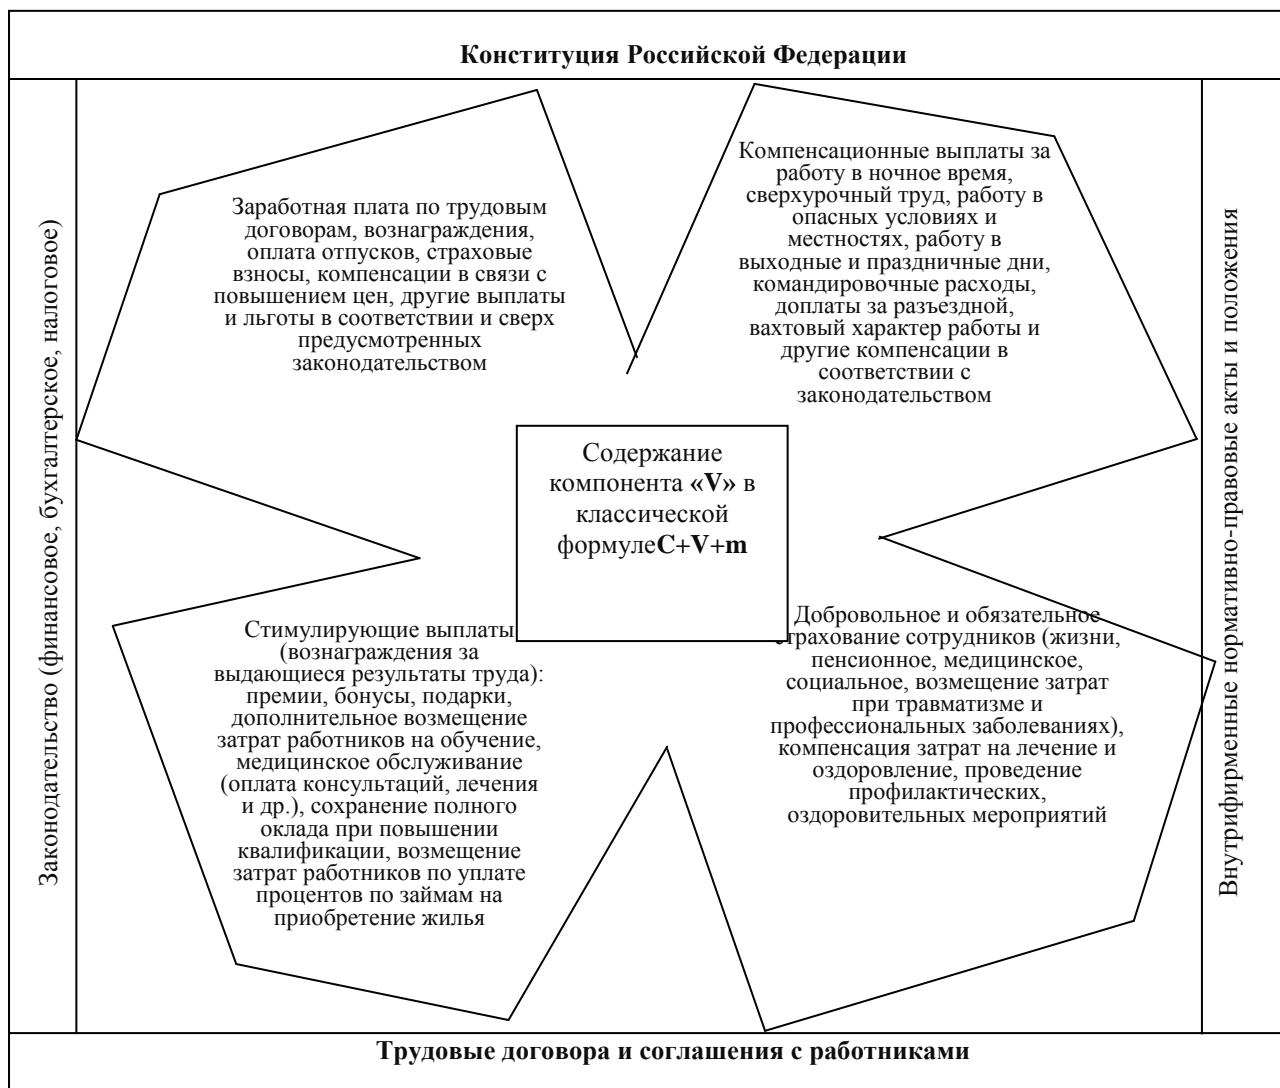 Конституция Российской Федерации
Законодательство (финансовое, бухгалтерское, налоговое)
Заработная плата по трудовым
договорам, вознаграждения,
оплата отпусков, страховые
взносы, компенсации в связи с
повышением цен, другие выплаты
и льготы в соответствии и сверх
предусмотренных
законодательством
Компенсационные выплаты за
работу в ночное время,
сверхурочный труд, работу в
опасных условиях и
местностях, работу в
выходные и праздничные дни,
командировочные расходы,
доплаты за разъездной,
вахтовый характер работы и
другие компенсации в
соответствии с
законодательством
Содержание
компонента «V» в
классической
формулеC+V+m
Стимулирующие выплаты
(вознаграждения за
выдающиеся результаты труда):
премии, бонусы, подарки,
дополнительное возмещение
затрат работников на обучение,
медицинское обслуживание
(оплата консультаций, лечения
и др.), сохранение полного
оклада при повышении
квалификации, возмещение
затрат работников по уплате
процентов по займам на
приобретение жилья
Добровольное и обязательное
страхование сотрудников (жизни,
пенсионное, медицинское,
социальное, возмещение затрат
при травматизме и
профессиональных заболеваниях),
компенсация затрат на лечение и
оздоровление, проведение
профилактических,
оздоровительных мероприятий
Внутрифирменные нормативно-правовые акты и положения
Трудовые договора и соглашения с работниками